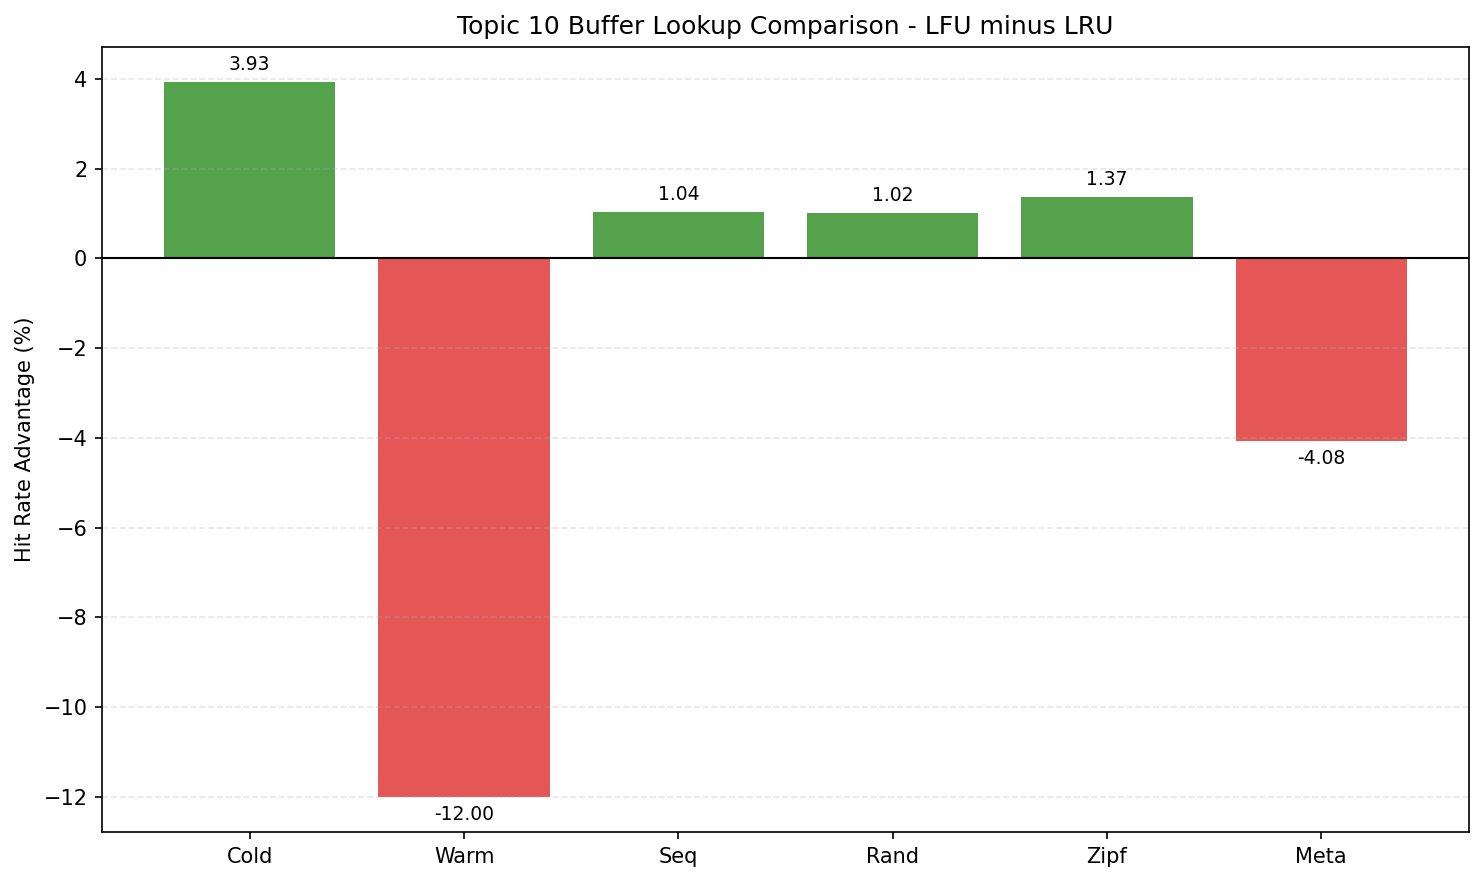 Topic 10 Buffer Lookup Comparison - LFU minus LRU
Hit Rate Advantage (%)
4
2
0
−2
−4
−6
−8
−10
−12
3.93
-12.00
1.04
1.02
1.37
-4.08
Cold
Warm
Seq
Rand
Zipf
Meta